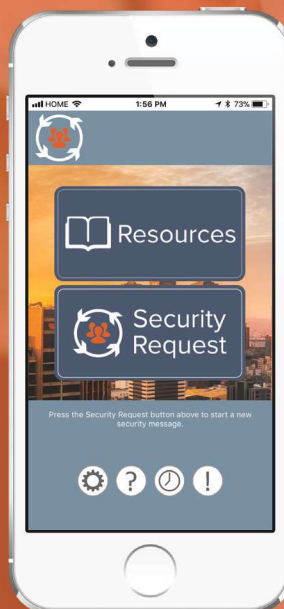 HOME 1:56 PM 73%
Resources
Security
Request
Press the Security Request button above to start a new
security message.
?
!